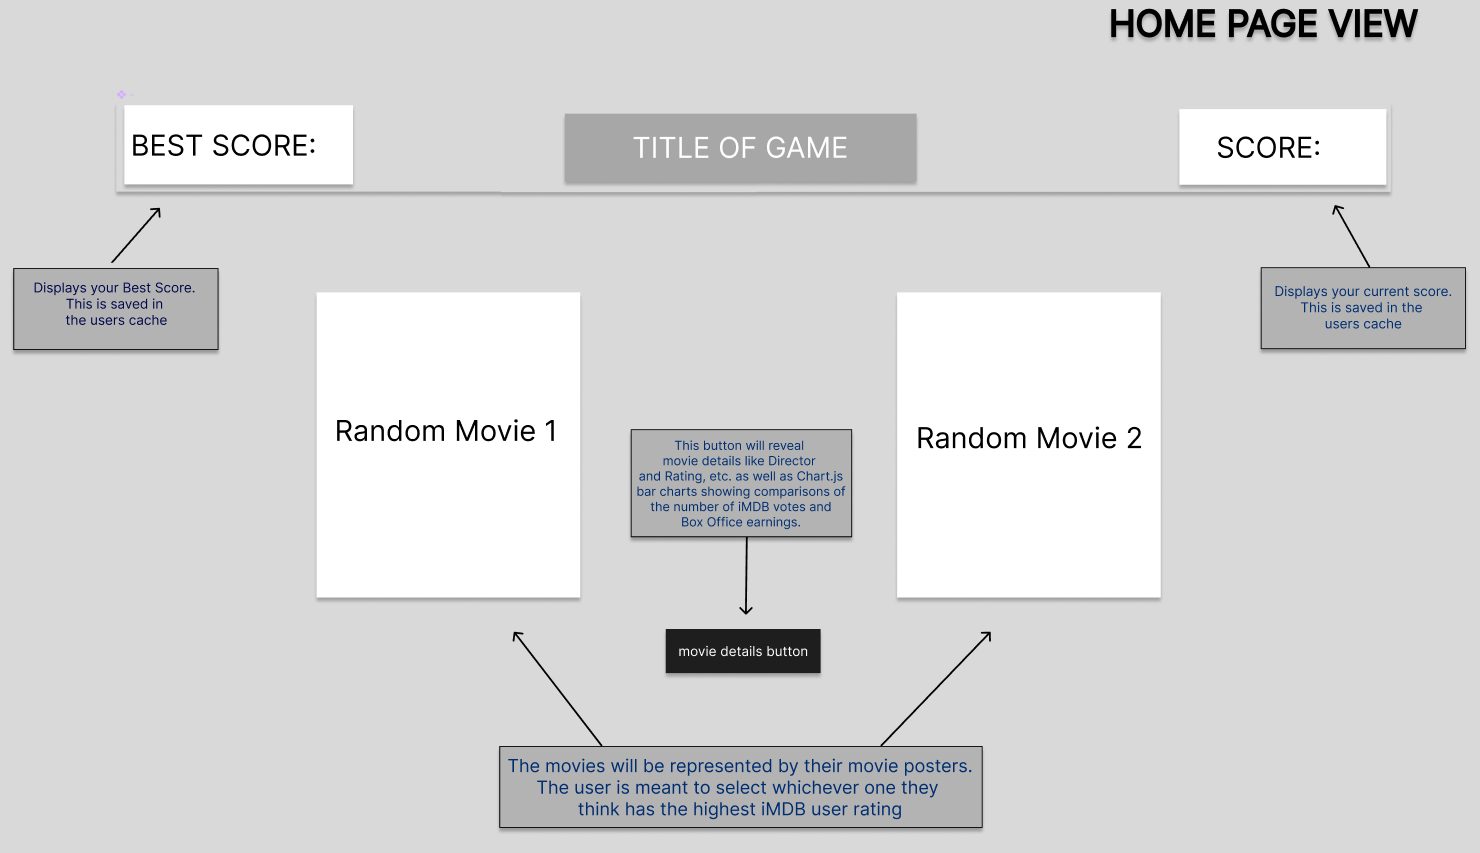 HOME PAGE VIEW
BEST SCORE:
TITLE OF GAME
SCORE:
Displays your Best Score.
This is saved in
the users cache
Displays your current score.
This is saved in the
users cache
Random Movie 1
Random Movie 2
This button will reveal
movie details like Director
and Rating, etc. as well as Chart.js
bar charts showing comparisons of
the number of iMDB votes and
Box Office earnings.
movie details button
The movies will be represented by their movie posters.
The user is meant to select whichever one they
think has the highest iMDB user rating